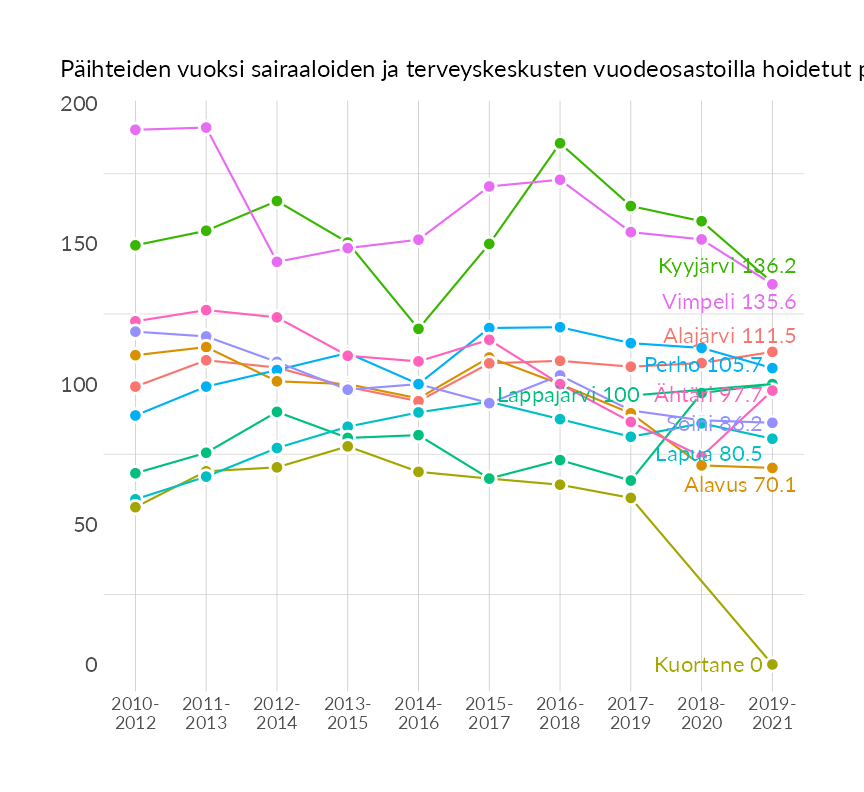 Päihteiden vuoksi sairaaloiden ja terveyskeskusten vuodeosastoilla hoidetut
200
150
100
50
0
Kyyjärvi 136.2
Vimpeli 135.6
Alajärvi 111.5
Perho 105.7
Lappajärvi 100
Ähtäri 97.7
Soini 86.2
Lapua 80.5
Alavus 70.1
Kuortane 0
2010-
2012
2011-
2013
2012-
2014
2013-
2015
2014-
2016
2015-
2017
2016-
2018
2017-
2019
2018-
2020
2019-
2021